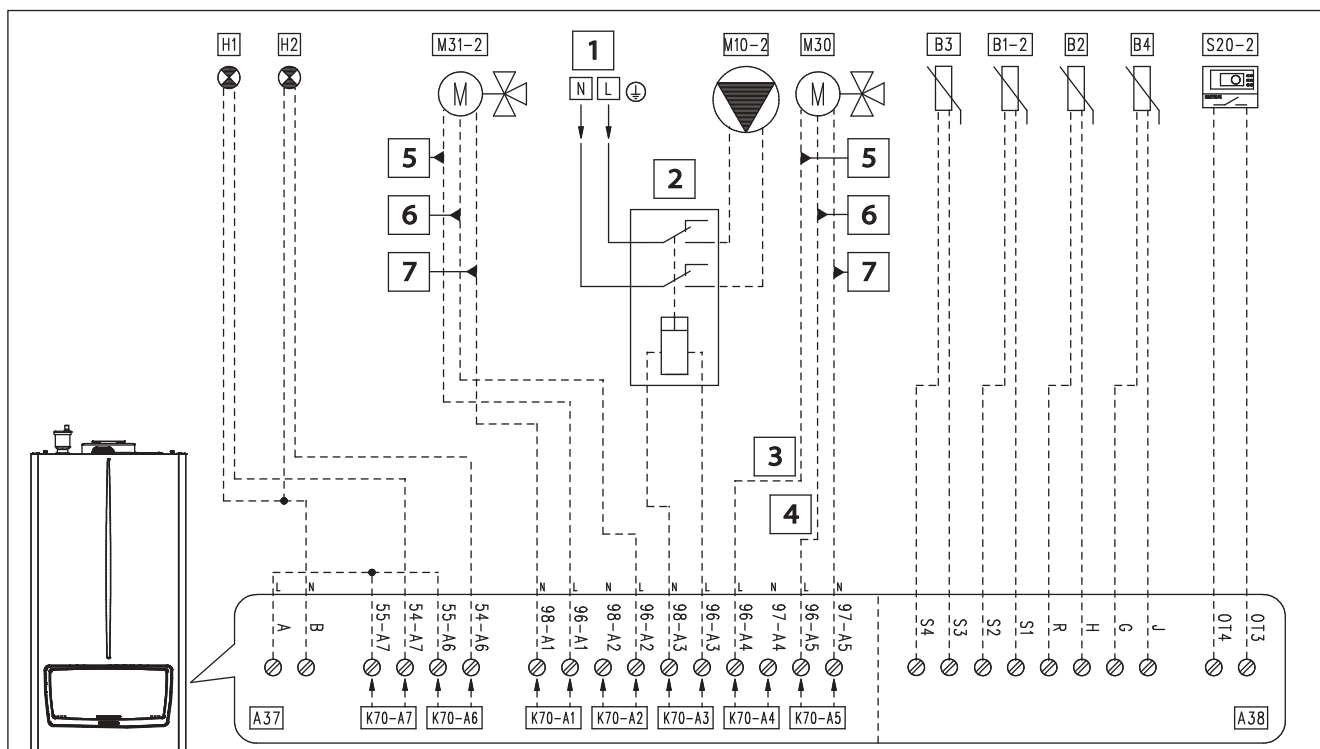 H1 H2 M31-2 1 M10-2 M30 B3 B1-2 B2 B4 S20-2
N L
5 5
2
6 6
7 7
3
4
L N N L N L N L L N L N
A B 55-A7 54-A7 55-A6 54-A6 98-A1 96-A1 98-A2 96-A2 98-A3 96-A3 96-A4 97-A4 96-A5 97-A5 S4 S3 S2 S1 R H G J OT4 OT3
A37 K70-A7 K70-A6 K70-A1 K70-A2 K70-A3 K70-A4 K70-A5 A38
M M